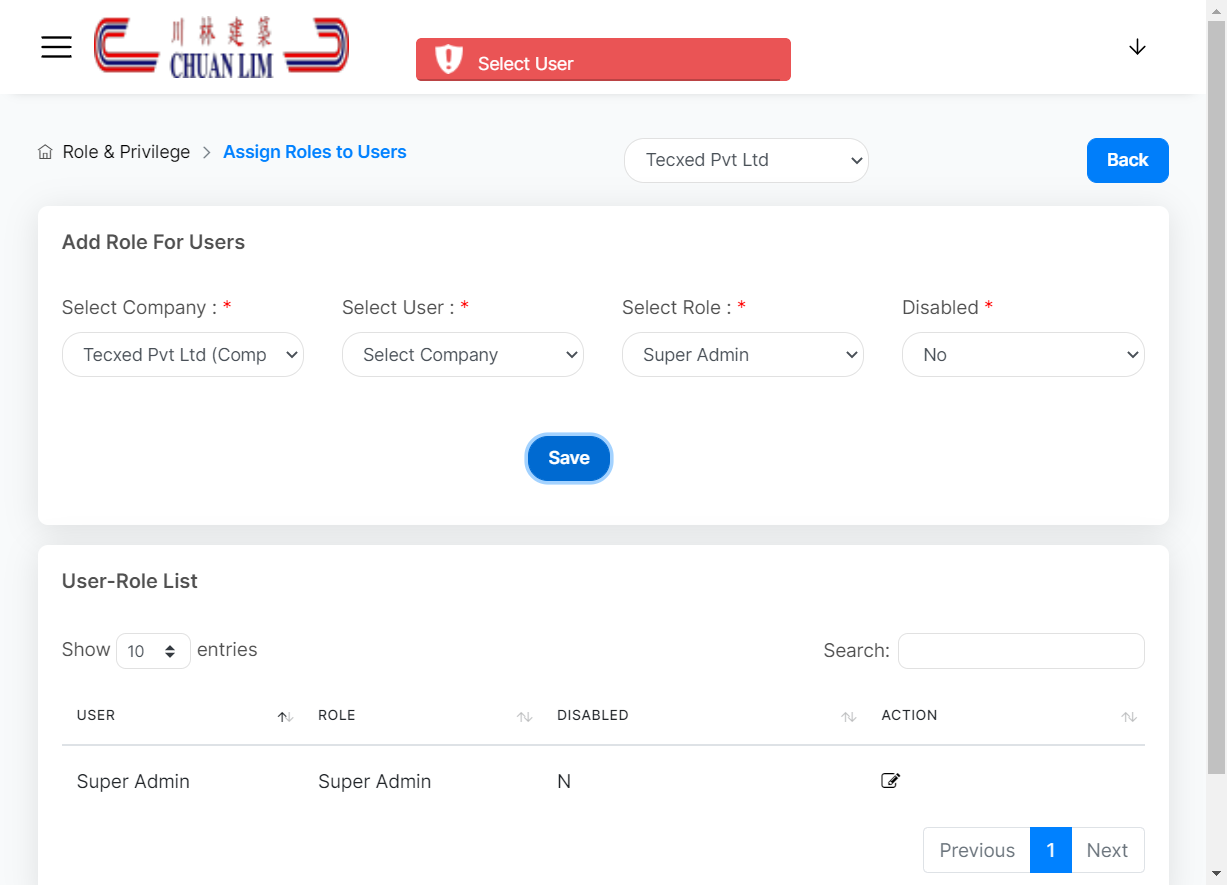 川林建築
CHUAN LIM
Select User
Role & Privilege > Assign Roles to Users
Tecxed Pvt Ltd
Back
Add Role For Users
Select Company : * Select User : * Select Role : * Disabled *
Tecxed Pvt Ltd (Comp Select Company Super Admin No
Save
User-Role List
Show 10 entries Search:
USER ROLE DISABLED ACTION
Super Admin Super Admin N
Previous 1 Next